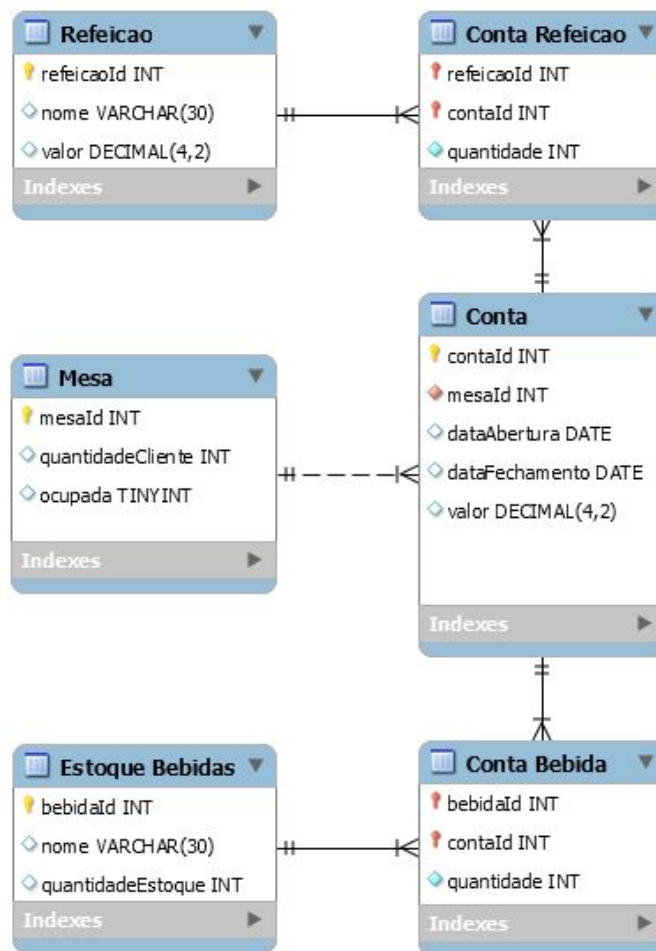 Refeicao
refeicaoId INT
nome VARCHAR(30)
valor DECIMAL(4,2)
Indexes
Conta Refeicao
refeicaoId INT
contaId INT
quantidade INT
Indexes
Mesa
mesaId INT
quantidadeCliente INT
ocupada TINYINT
Indexes
Conta
contaId INT
mesaId INT
dataAbertura DATE
dataFechamento DATE
valor DECIMAL(4,2)
Indexes
Estoque Bebidas
bebidaId INT
nome VARCHAR(30)
quantidadeEstoque INT
Indexes
Conta Bebida
bebidaId INT
contaId INT
quantidade INT
Indexes